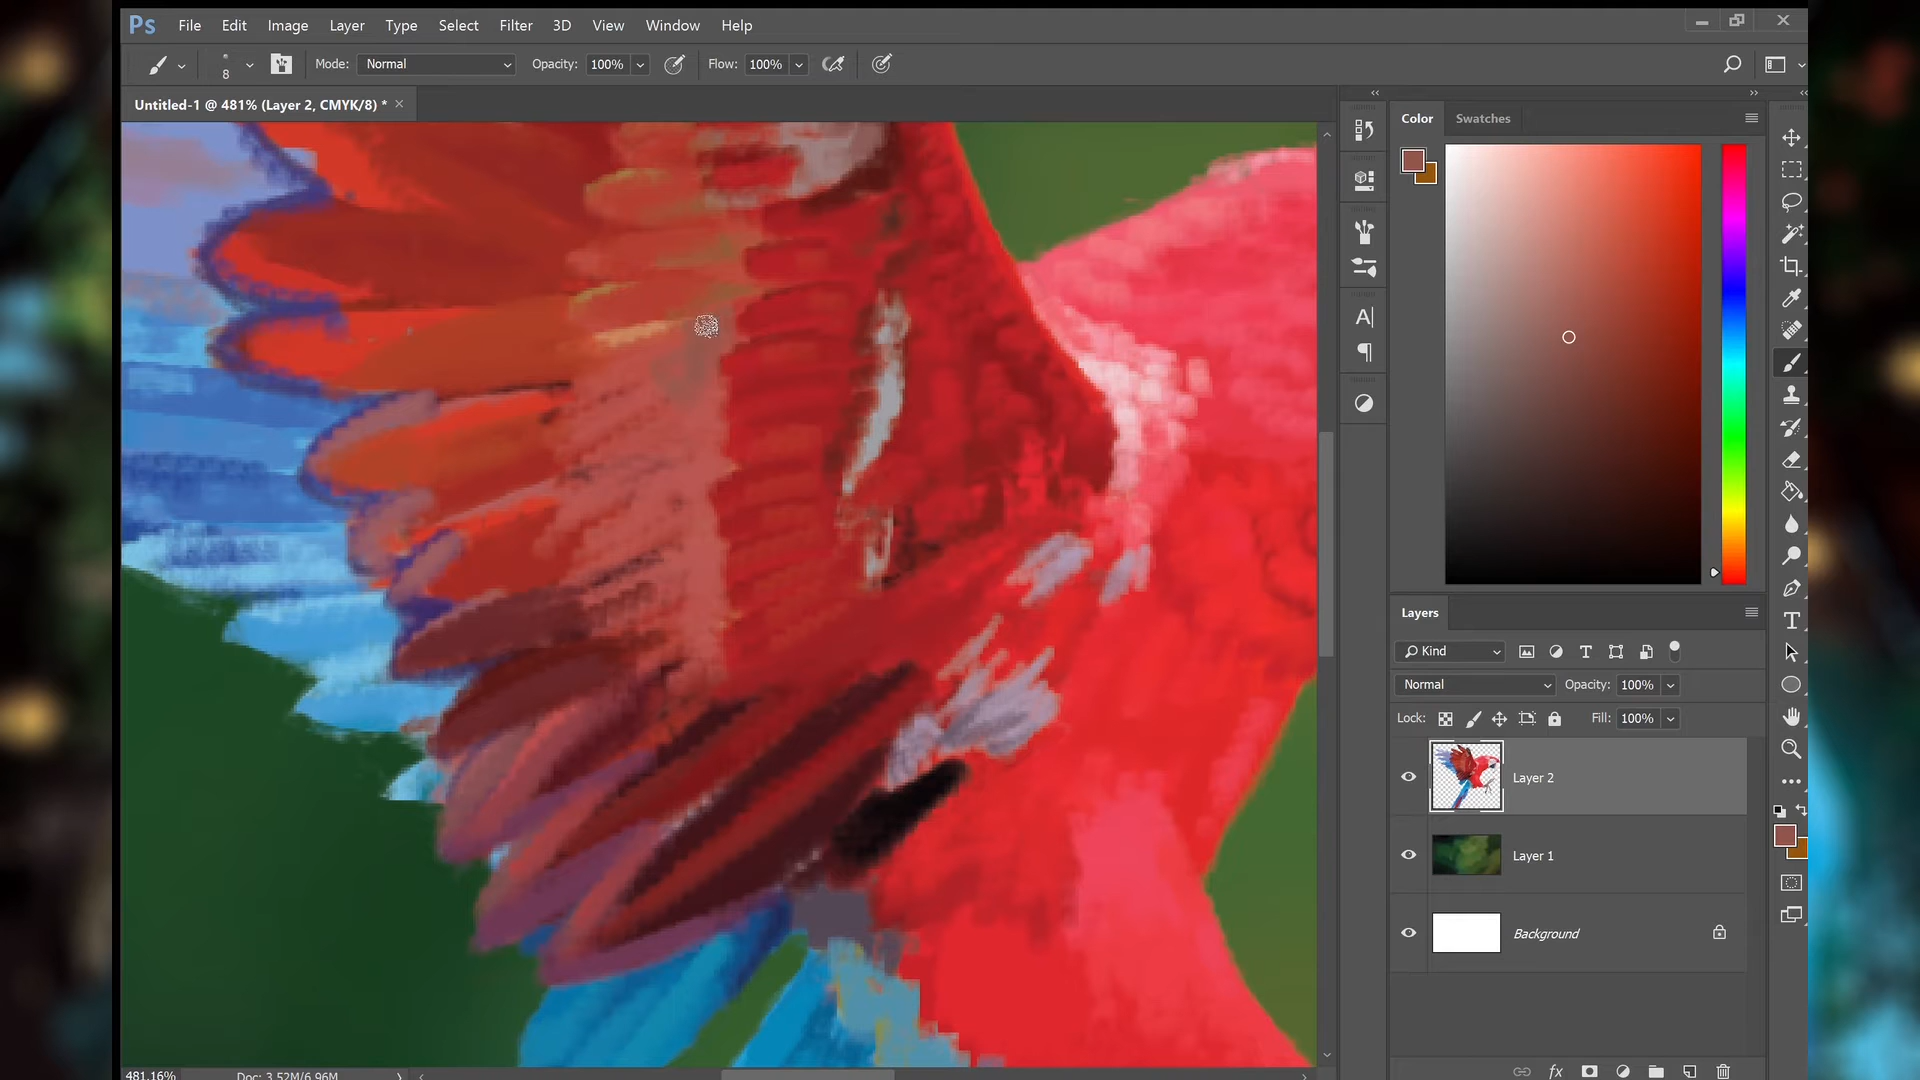 Ps File Edit Image Layer Type Select Filter 3D View Window Help
8 Mode: Normal Opacity: 100% Flow: 100%
Untitled-1 @ 481% (Layer 2, CMYK/8) *
Color Swatches
Layers
Kind
Normal Opacity: 100%
Lock: Fill: 100%
Layer 2
Layer 1
Background
fx
481.16% Doc: 3.52M/6.96M